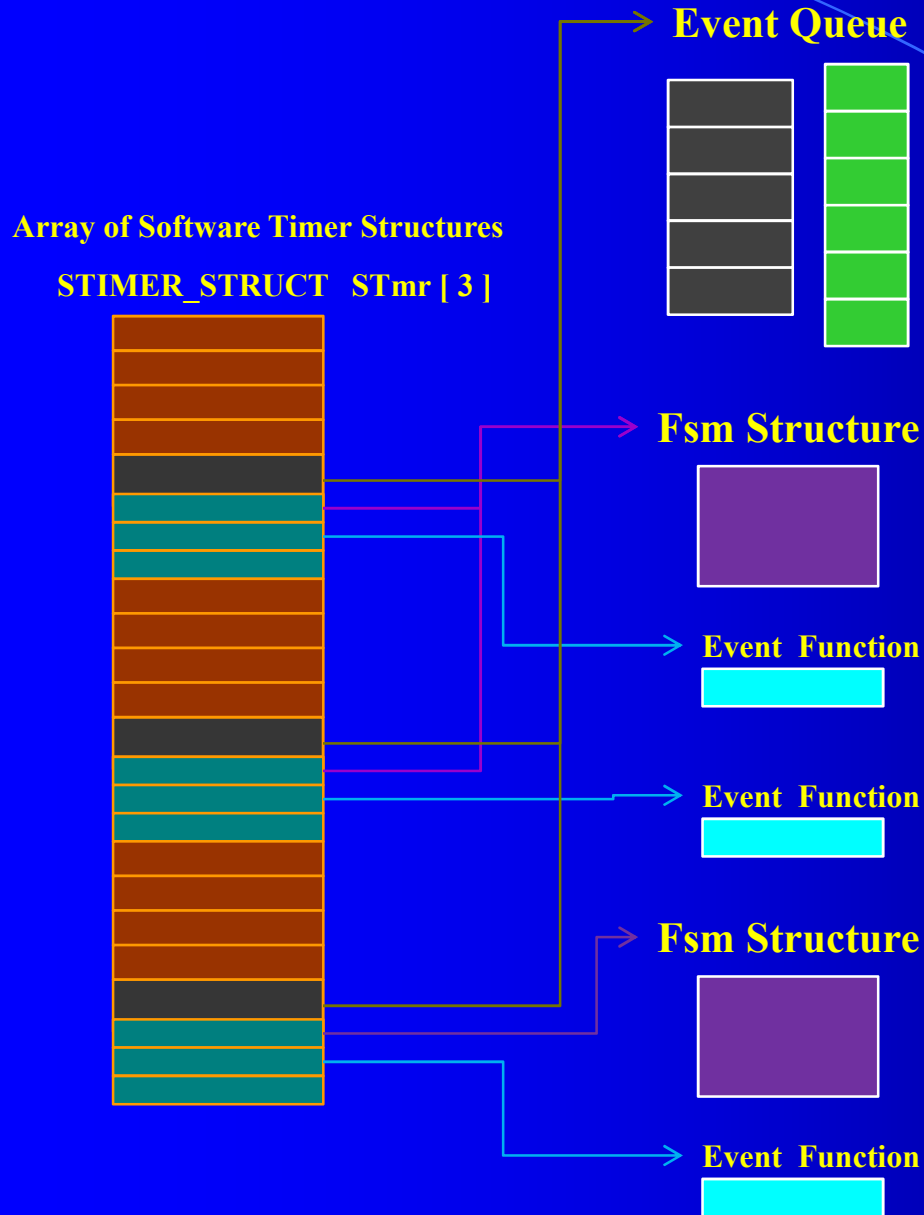 Event Queue
Array of Software Timer Structures
STIMER_STRUCT STmr [ 3 ]
Fsm Structure
Event Function
Event Function
Fsm Structure
Event Function